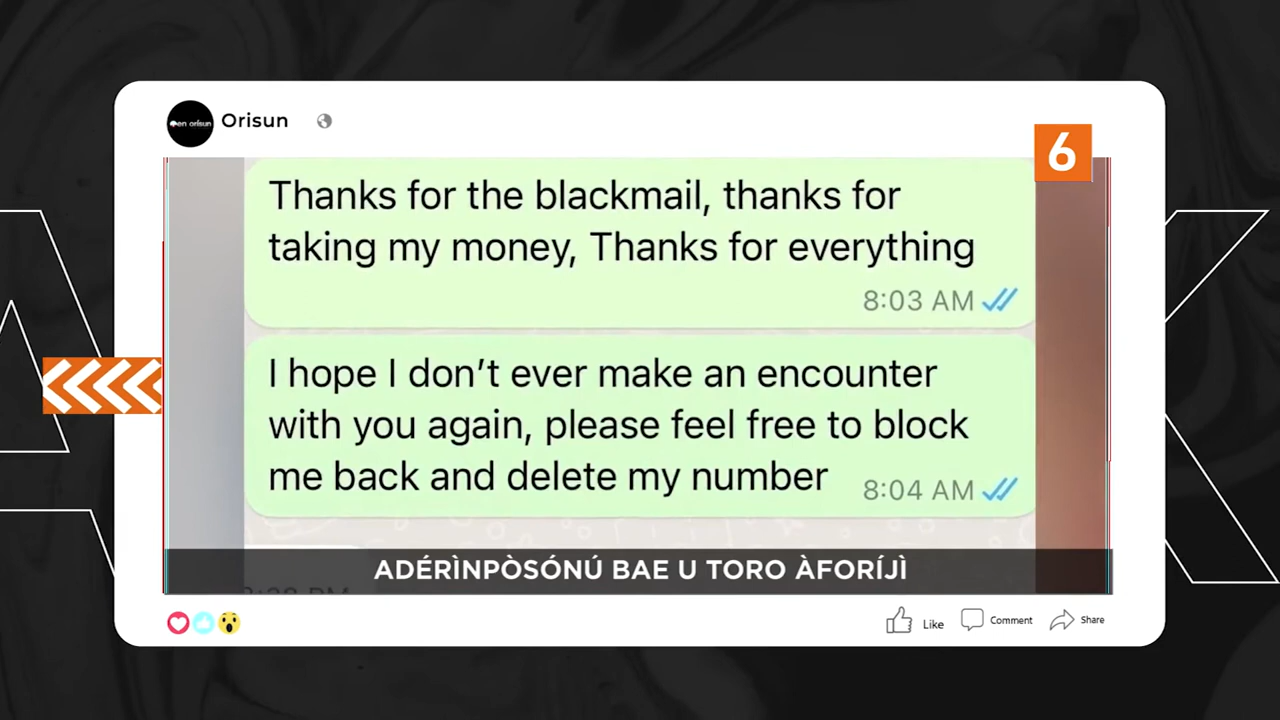 en orisun
Orisun
6
Thanks for the blackmail, thanks for
taking my money, Thanks for everything
8:03 AM
I hope I don't ever make an encounter
with you again, please feel free to block
me back and delete my number
8:04 AM
ADÉRÌNPÒSÓNÚ BAE U TORO ÀFORÍJÌ
Like
Comment
Share